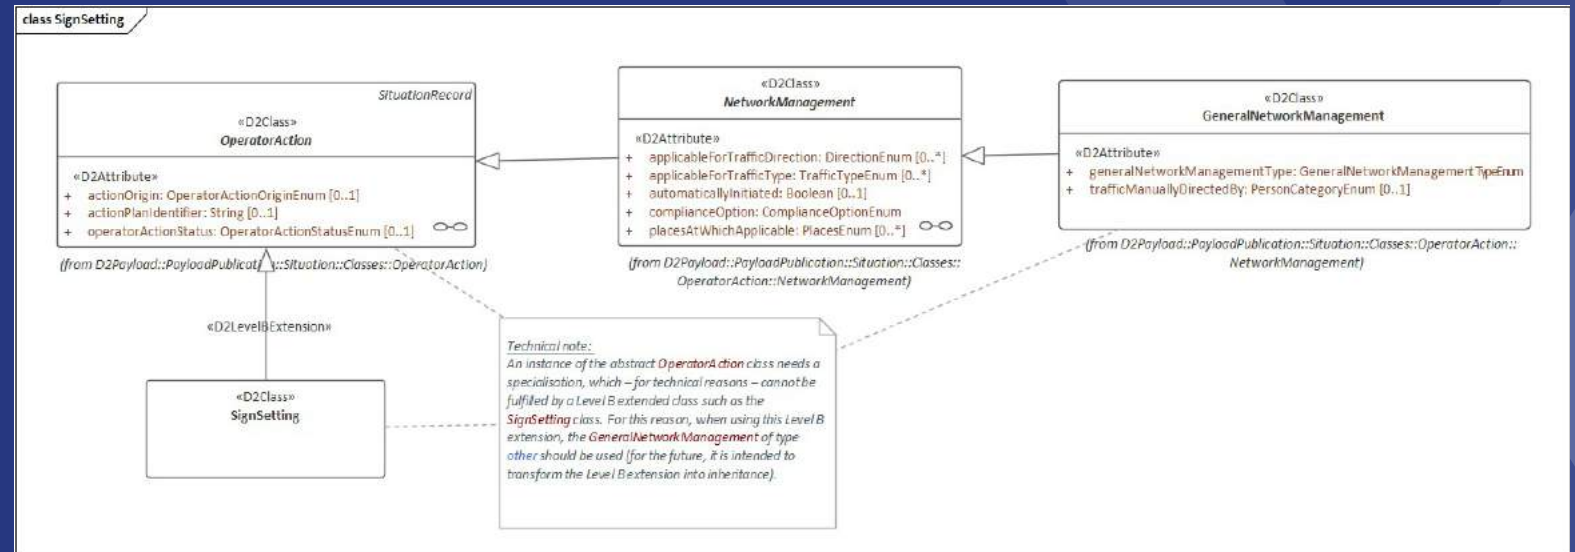 class SignSetting
SituationRecord
«D2Class»
OperatorAction
«D2Attribute»
+ actionOrigin: OperatorActionOriginEnum [0..1]
+ actionPlanIdentifier: String [0..1]
+ operatorActionStatus: OperatorActionStatusEnum [0..1]
(from D2Payload::PayloadPublication::Situation::Classes::OperatorAction)
«D2Class»
NetworkManagement
«D2Attribute»
+ applicableForTrafficDirection: DirectionEnum [0..*]
+ applicableForTrafficType: TrafficTypeEnum [0..*]
+ automaticallyInitiated: Boolean [0..1]
+ complianceOption: ComplianceOptionEnum
+ placesAtWhichApplicable: PlacesEnum [0..*]
(from D2Payload::PayloadPublication::Situation::Classes::
OperatorAction::NetworkManagement)
«D2Class»
GeneralNetworkManagement
«D2Attribute»
+ generalNetworkManagementType: GeneralNetworkManagementTypeEnum
+ trafficManuallyDirectedBy: PersonCategoryEnum [0..1]
(from D2Payload::PayloadPublication::Situation::Classes::OperatorAction::
NetworkManagement)
«D2LevelBExtension»
«D2Class»
SignSetting
Technical note:
An instance of the abstract OperatorAction class needs a
specialisation, which – for technical reasons – cannot be
fulfilled by a Level B extended class such as the
SignSetting class. For this reason, when using this Level B
extension, the GeneralNetworkManagement of type
other should be used (for the future, it is intended to
transform the Level B extension into inheritance).